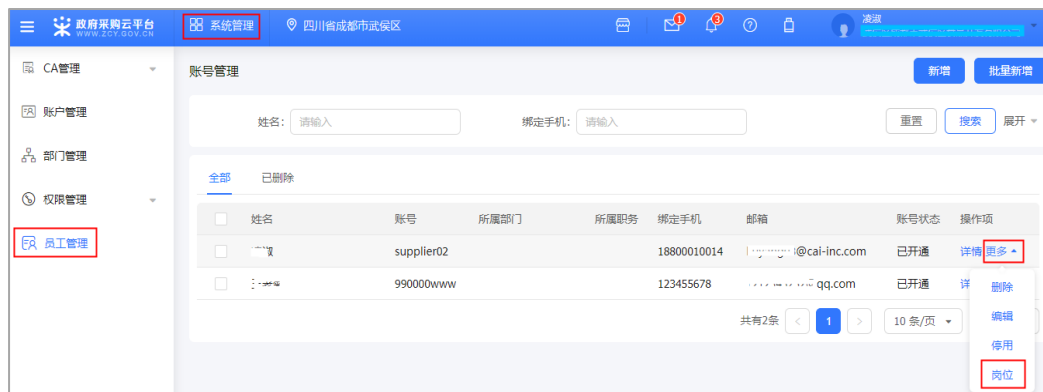 政府采购云平台
WWW.ZCY.GOV.CN
系统管理
四川省成都市武侯区
1
3
凌淑
CA管理
账户管理
部门管理
权限管理
员工管理
账号管理
新增
批量新增
姓名： 请输入
绑定手机： 请输入
重置
搜索
展开
全部
已删除
姓名 账号 所属部门 所属职务 绑定手机 邮箱 账号状态 操作项
淑 supplier02 18800010014 @cai-inc.com 已开通 详情 更多
990000www 123455678 qq.com 已开通 详
删除
编辑
停用
岗位
共有2条 < 1 > 10 条/页